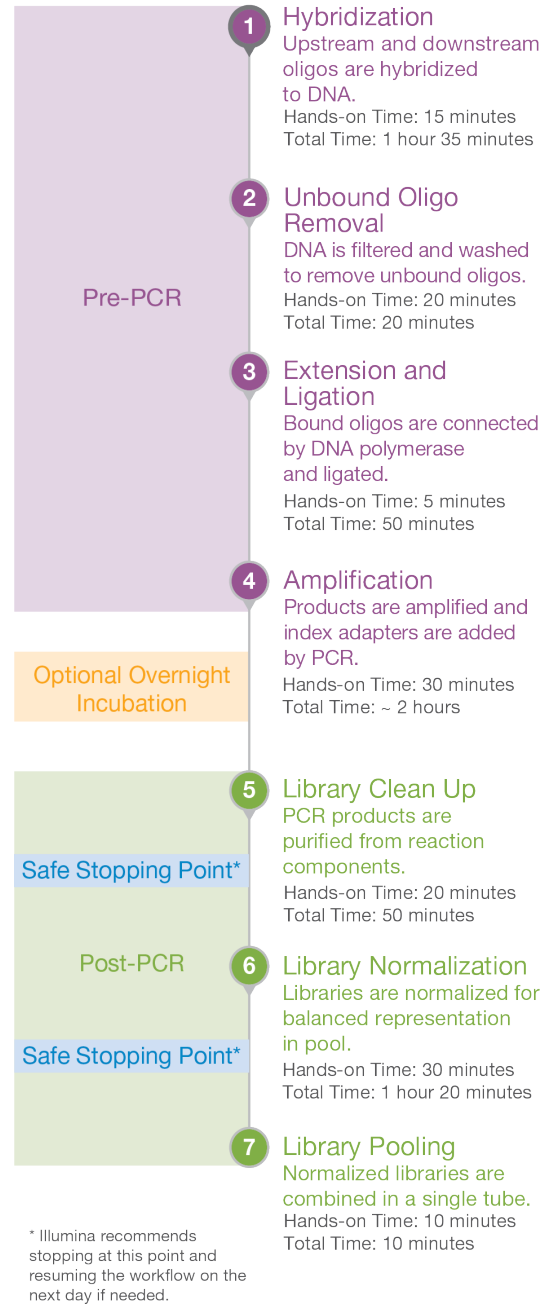 1
Hybridization
Upstream and downstream
oligos are hybridized
to DNA.
Hands-on Time: 15 minutes
Total Time: 1 hour 35 minutes
2
Unbound Oligo
Removal
DNA is filtered and washed
to remove unbound oligos.
Hands-on Time: 20 minutes
Total Time: 20 minutes
Pre-PCR
3
Extension and
Ligation
Bound oligos are connected
by DNA polymerase
and ligated.
Hands-on Time: 5 minutes
Total Time: 50 minutes
4
Amplification
Products are amplified and
index adapters are added
by PCR.
Hands-on Time: 30 minutes
Total Time: ~ 2 hours
Optional Overnight
Incubation
5
Library Clean Up
PCR products are
purified from reaction
components.
Hands-on Time: 20 minutes
Total Time: 50 minutes
Safe Stopping Point*
Post-PCR
6
Library Normalization
Libraries are normalized for
balanced representation
in pool.
Hands-on Time: 30 minutes
Total Time: 1 hour 20 minutes
Safe Stopping Point*
7
Library Pooling
Normalized libraries are
combined in a single tube.
Hands-on Time: 10 minutes
Total Time: 10 minutes
* Illumina recommends
stopping at this point and
resuming the workflow on the
next day if needed.